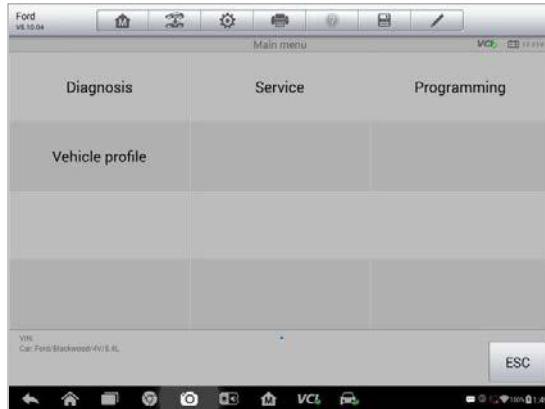 Ford
V6.10.04
Main menu
VCI
Diagnosis
Service
Programming
Vehicle profile
VIN:
Car: Ford/Blackwood/4V/5.4L
ESC
VCI
100%